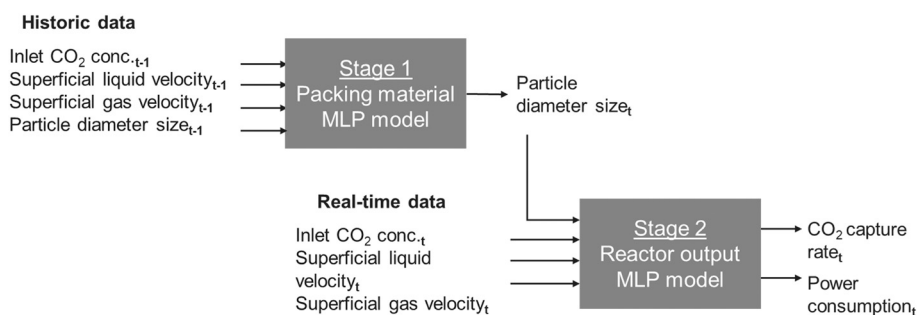 Historic data
Inlet CO₂ conc.t-1
Superficial liquid velocityt-1
Superficial gas velocityt-1
Particle diameter sizet-1
Stage 1
Packing material
MLP model
Particle
diameter sizet
Real-time data
Inlet CO₂ conc.t
Superficial liquid
velocityt
Superficial gas velocityt
Stage 2
Reactor output
MLP model
CO₂ capture
ratet
Power
consumptiont